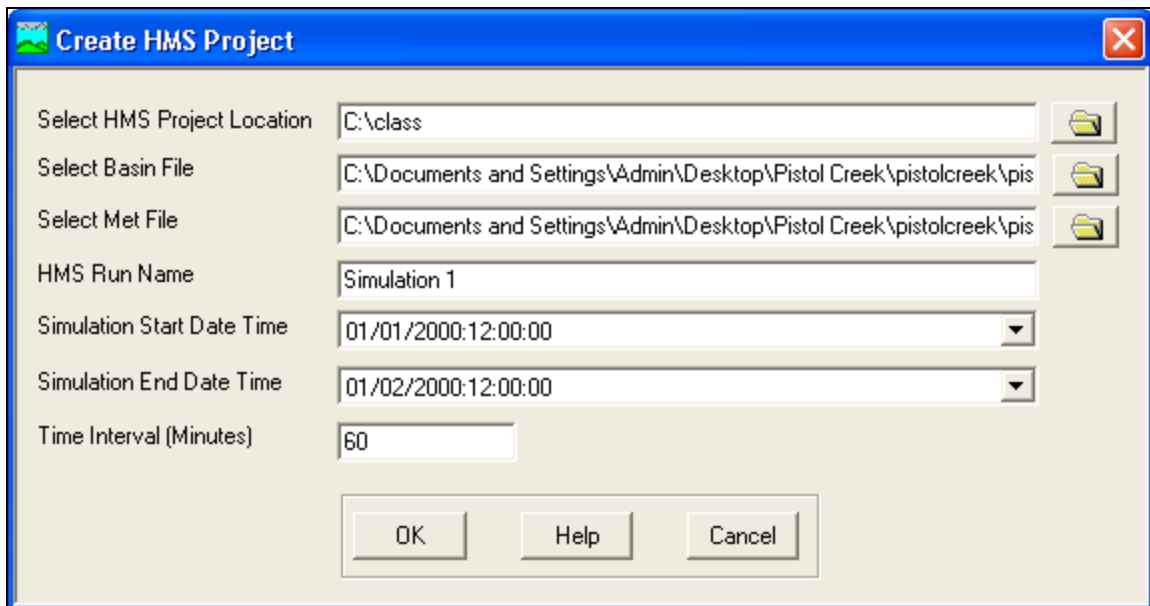 Create HMS Project
Select HMS Project Location C:\class
Select Basin File C:\Documents and Settings\Admin\Desktop\Pistol Creek\pistolcreek\pis
Select Met File C:\Documents and Settings\Admin\Desktop\Pistol Creek\pistolcreek\pis
HMS Run Name Simulation 1
Simulation Start Date Time 01/01/2000:12:00:00
Simulation End Date Time 01/02/2000:12:00:00
Time Interval (Minutes) 60
OK Help Cancel